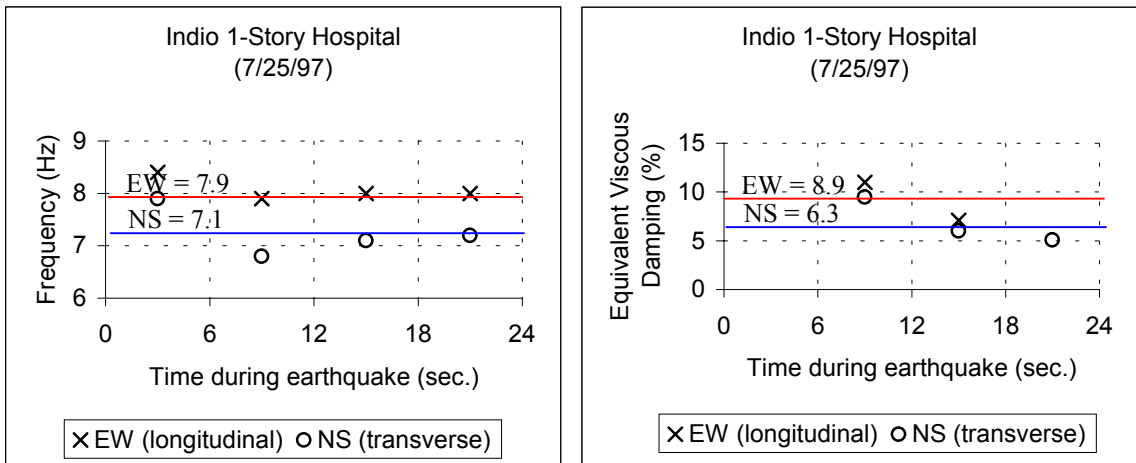 Indio 1-Story Hospital
(7/25/97)
Frequency (Hz)
9
8
7
6
EW = 7.9
NS = 7.1
0 6 12 18 24
Time during earthquake (sec.)
× EW (longitudinal) o NS (transverse)
Indio 1-Story Hospital
(7/25/97)
Equivalent Viscous
Damping (%)
15
10
5
0
EW = 8.9
NS = 6.3
0 6 12 18 24
Time during earthquake (sec.)
× EW (longitudinal) o NS (transverse)